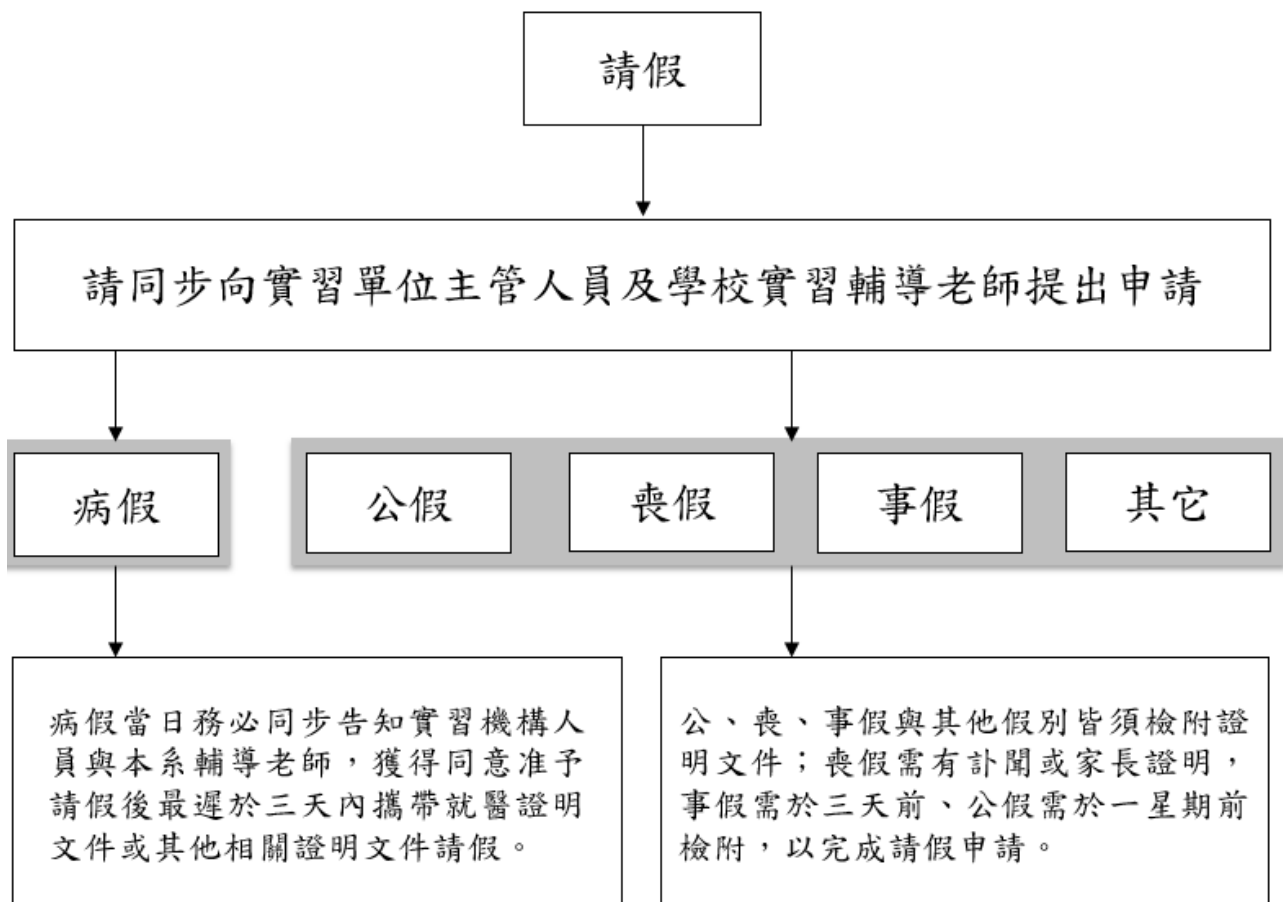 請假
請同步向實習單位主管人員及學校實習輔導老師提出申請
病假
公假
喪假
事假
其它
病假當日務必同步告知實習機構人
員與本系輔導老師，獲得同意准予
請假後最遲於三天內攜帶就醫證明
文件或其他相關證明文件請假。
公、喪、事假與其他假別皆須檢附證
明文件；喪假需有訃聞或家長證明，
事假需於三天前、公假需於一星期前
檢附，以完成請假申請。